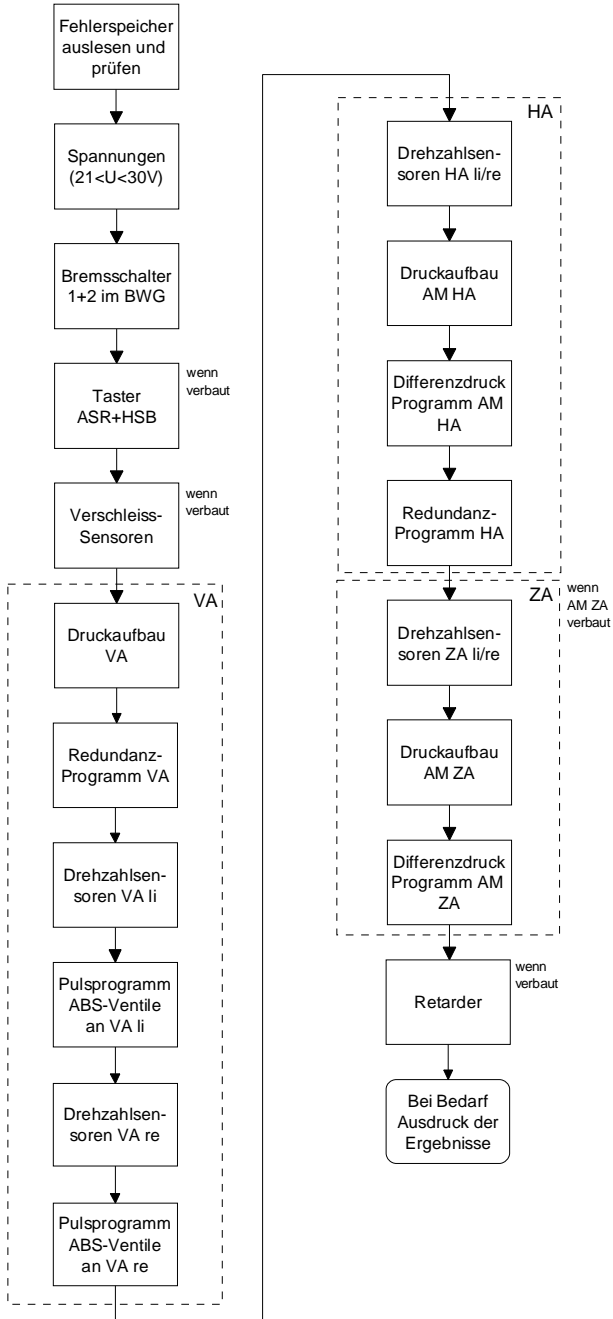 Fehlerspeicher
auslesen und
prüfen
Spannungen
(21<U<30V)
Bremsschalter
1+2 im BWG
Taster
ASR+HSB
wenn
verbaut
Verschleiss-
Sensoren
wenn
verbaut
VA
Druckaufbau
VA
Redundanz-
Programm VA
Drehzahlsen-
soren VA li
Pulsprogramm
ABS-Ventile
an VA li
Drehzahlsen-
soren VA re
Pulsprogramm
ABS-Ventile
an VA re
HA
Drehzahlsen-
soren HA li/re
Druckaufbau
AM HA
Differenzdruck
Programm AM
HA
Redundanz-
Programm HA
ZA
wenn
AM ZA
verbaut
Drehzahlsen-
soren ZA li/re
Druckaufbau
AM ZA
Differenzdruck
Programm AM
ZA
Retarder
wenn
verbaut
Bei Bedarf
Ausdruck der
Ergebnisse